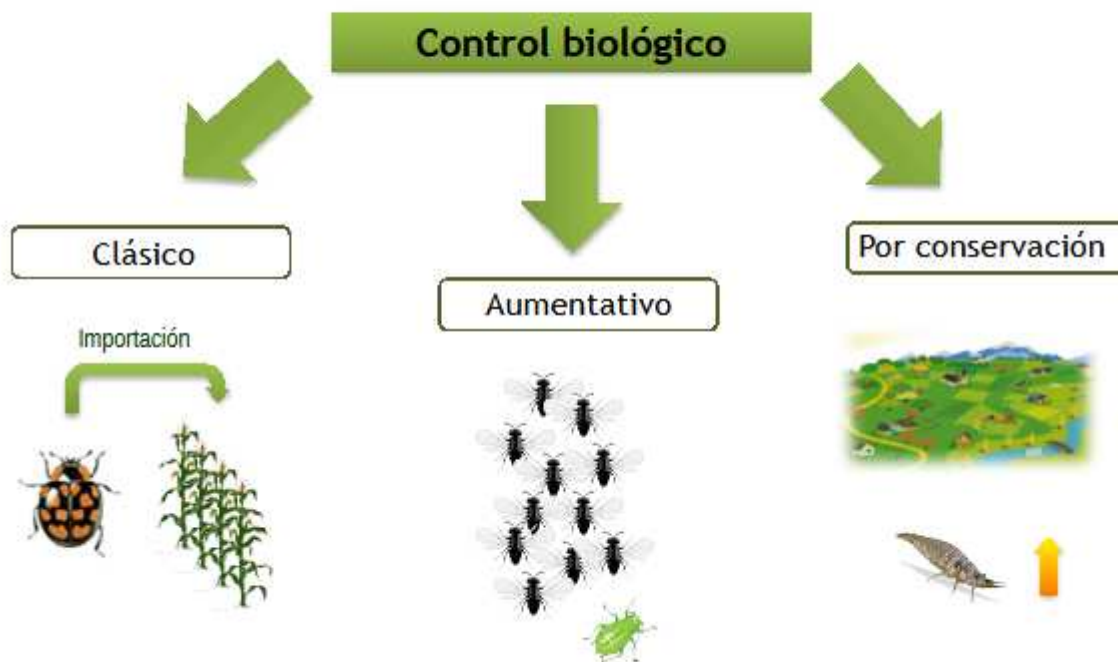 Control biológico
Clásico
Aumentativo
Por conservación
Importación